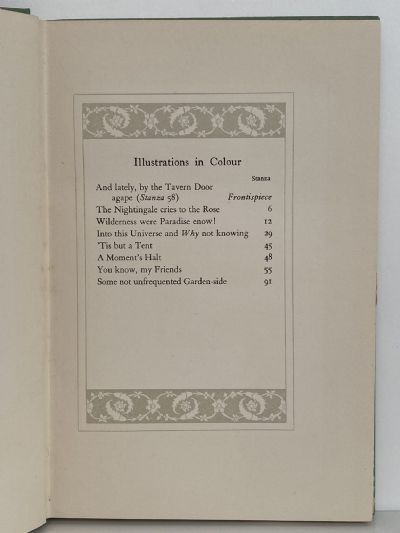 Illustrations in Colour
Stanza
And lately, by the Tavern Door
agape (Stanza 58) Frontispiece
The Nightingale cries to the Rose 6
Wilderness were Paradise enow! 12
Into this Universe and Why not knowing 29
'Tis but a Tent 45
A Moment's Halt 48
You know, my Friends 55
Some not unfrequented Garden-side 91